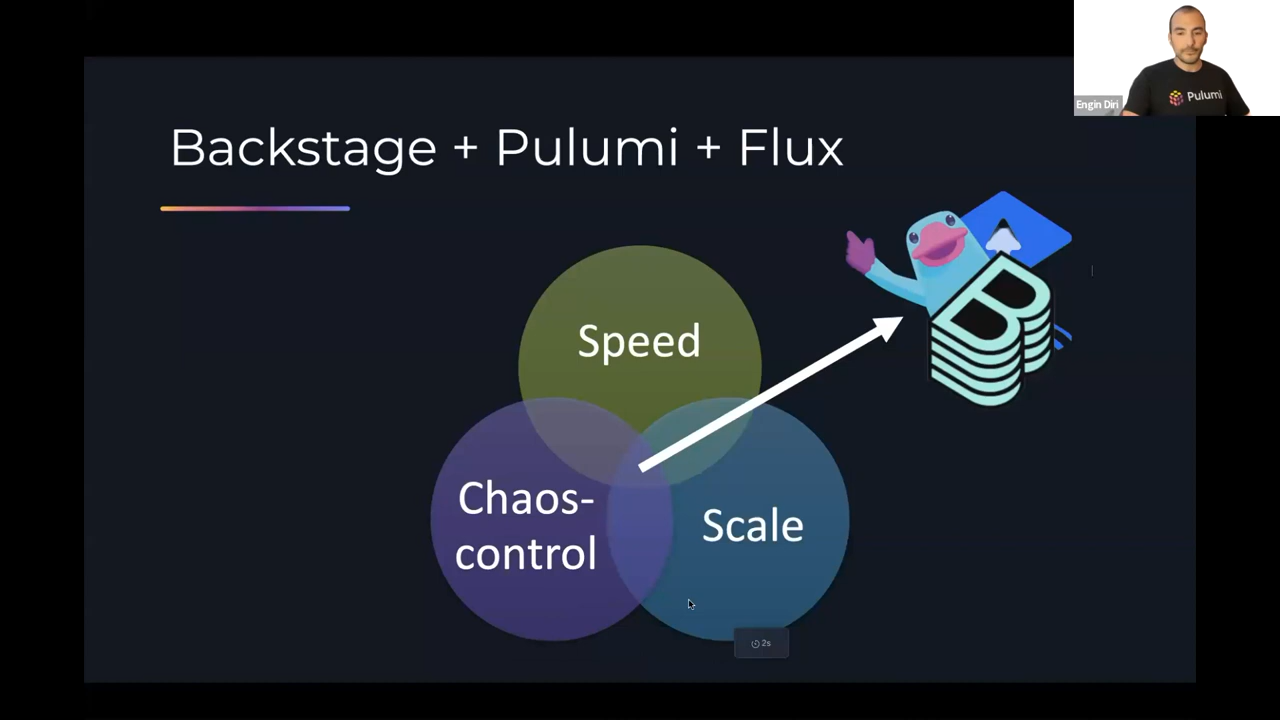 Backstage + Pulumi + Flux
Engin Diri
Pulumi
Speed
Chaos-
control
Scale
B
2s